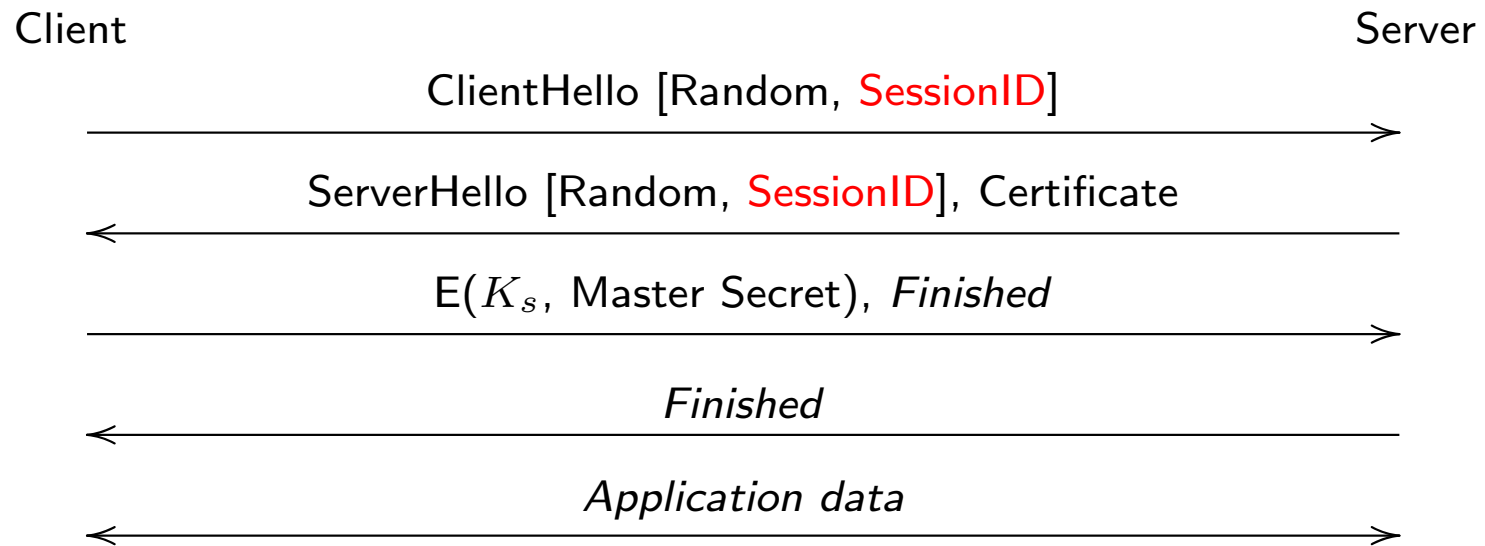 Client Server
ClientHello [Random, SessionID]
ServerHello [Random, SessionID], Certificate
E(Kₛ, Master Secret), Finished
Finished
Application data